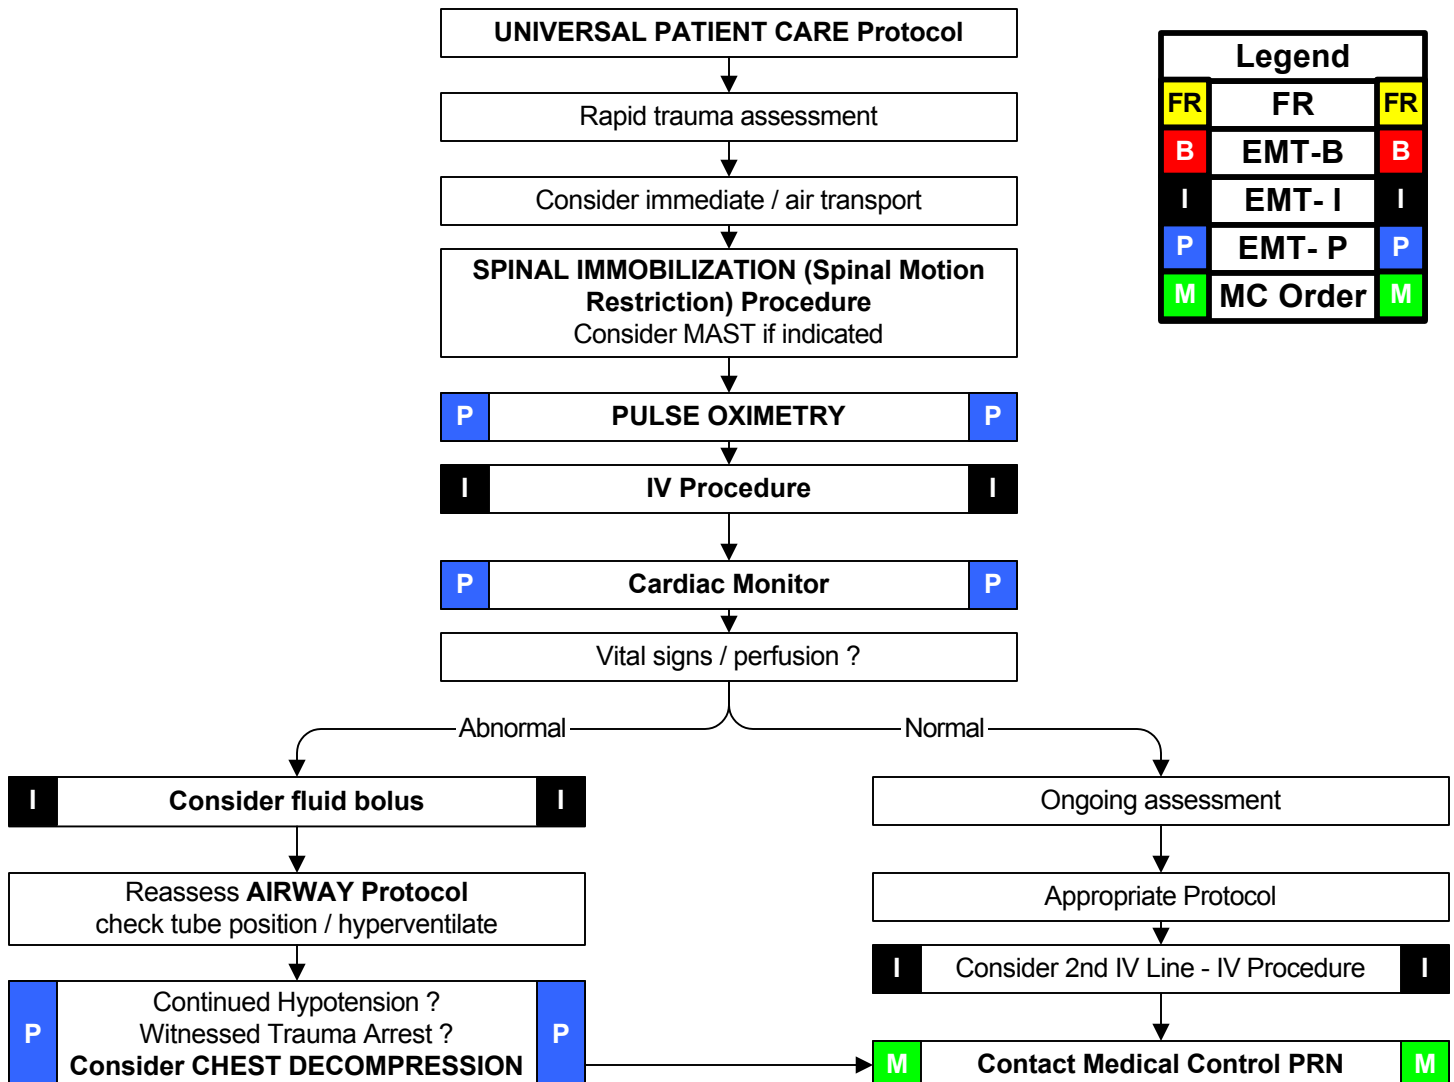 UNIVERSAL PATIENT CARE Protocol
Legend
FR FR FR
B EMT-B B
I EMT- I I
P EMT- P P
M MC Order M
Rapid trauma assessment
Consider immediate / air transport
SPINAL IMMOBILIZATION (Spinal Motion
Restriction) Procedure
Consider MAST if indicated
P PULSE OXIMETRY P
I IV Procedure I
P Cardiac Monitor P
Vital signs / perfusion ?
Abnormal
Normal
I Consider fluid bolus I
Reassess AIRWAY Protocol
check tube position / hyperventilate
P Continued Hypotension ? P
Witnessed Trauma Arrest ?
Consider CHEST DECOMPRESSION
Ongoing assessment
Appropriate Protocol
I Consider 2nd IV Line - IV Procedure I
M Contact Medical Control PRN M